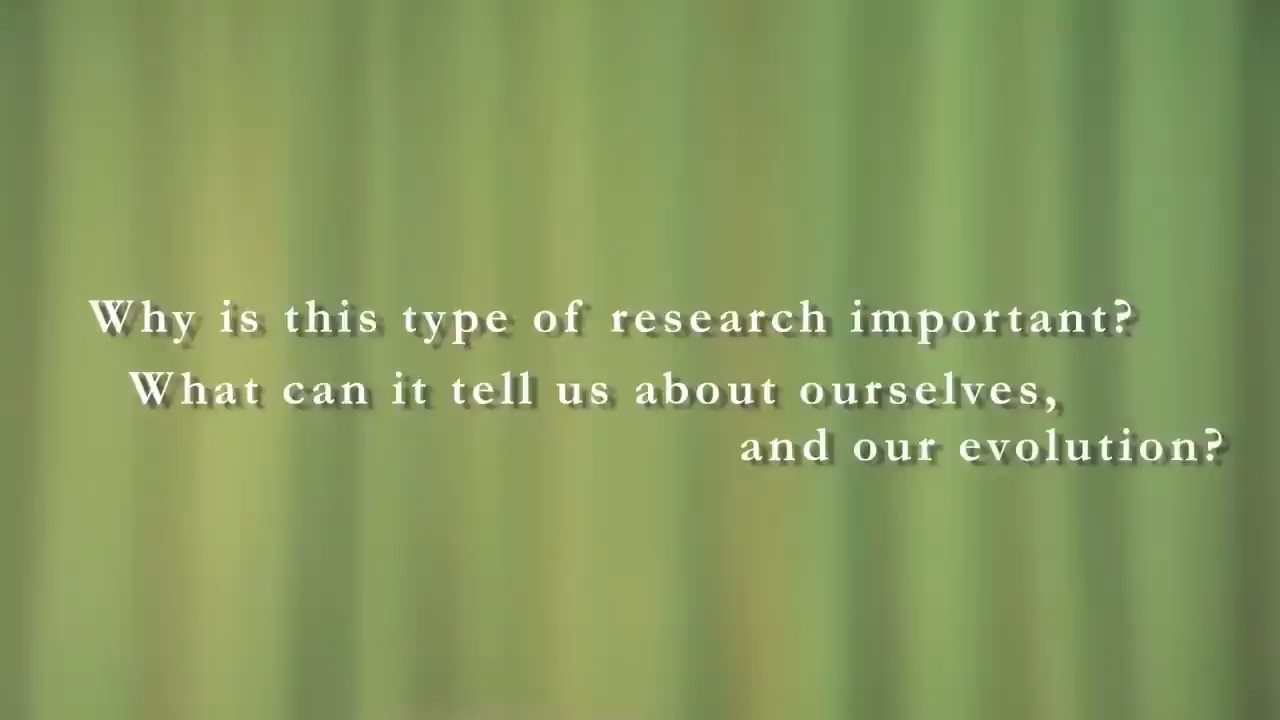 Why is this type of research important?
What can it tell us about ourselves,
and our evolution?